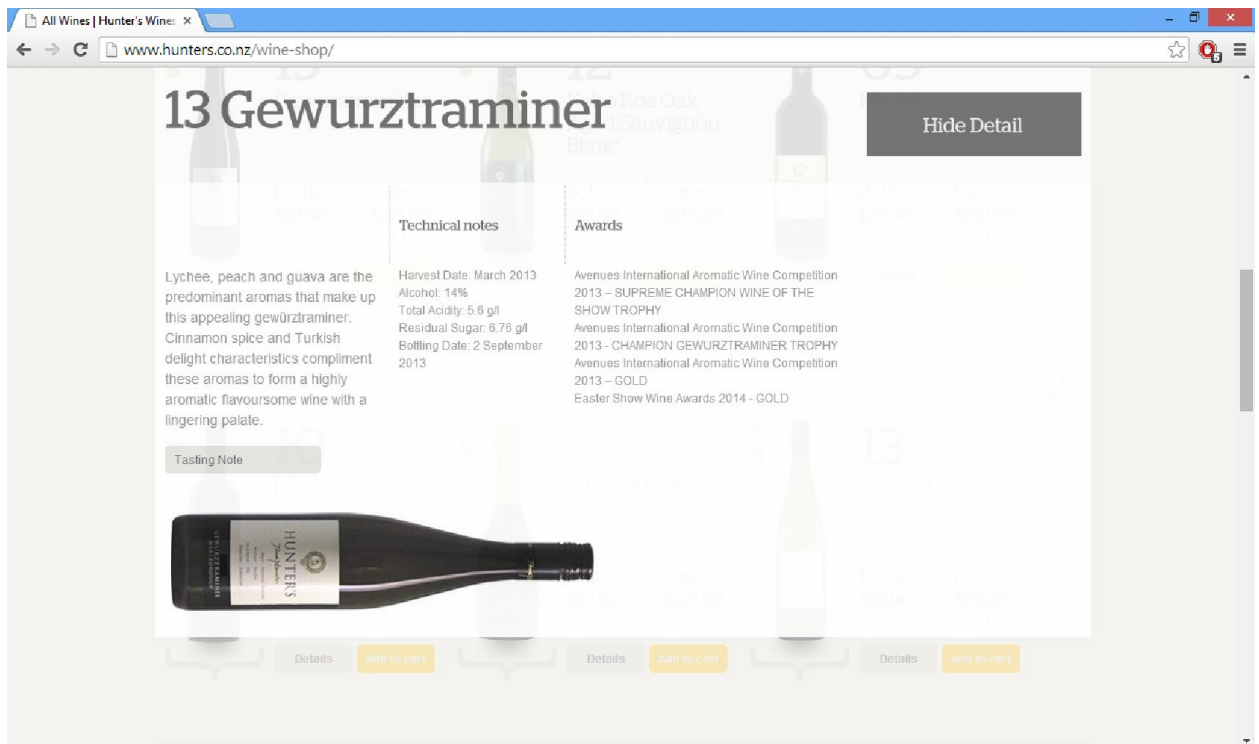 All Wines | Hunter's Wine
www.hunters.co.nz/wine-shop/
13 Gewurztraminer
Hide Detail
Technical notes
Awards
Lychee, peach and guava are the
predominant aromas that make up
this appealing gewürztraminer.
Cinnamon spice and Turkish
delight characteristics compliment
these aromas to form a highly
aromatic flavoursome wine with a
lingering palate.
Harvest Date: March 2013
Alcohol: 14%
Total Acidity: 5.6 g/l
Residual Sugar: 6.76 g/l
Bottling Date: 2 September
2013
Avenues International Aromatic Wine Competition
2013 – SUPREME CHAMPION WINE OF THE
SHOW TROPHY
Avenues International Aromatic Wine Competition
2013 - CHAMPION GEWURZTRAMINER TROPHY
Avenues International Aromatic Wine Competition
2013 – GOLD
Easter Show Wine Awards 2014 - GOLD
Tasting Note
HUNTER'S
GEWURZTRAMINER
MARLBOROUGH
Details
Add to cart
Details
Add to cart
Details
Add to cart